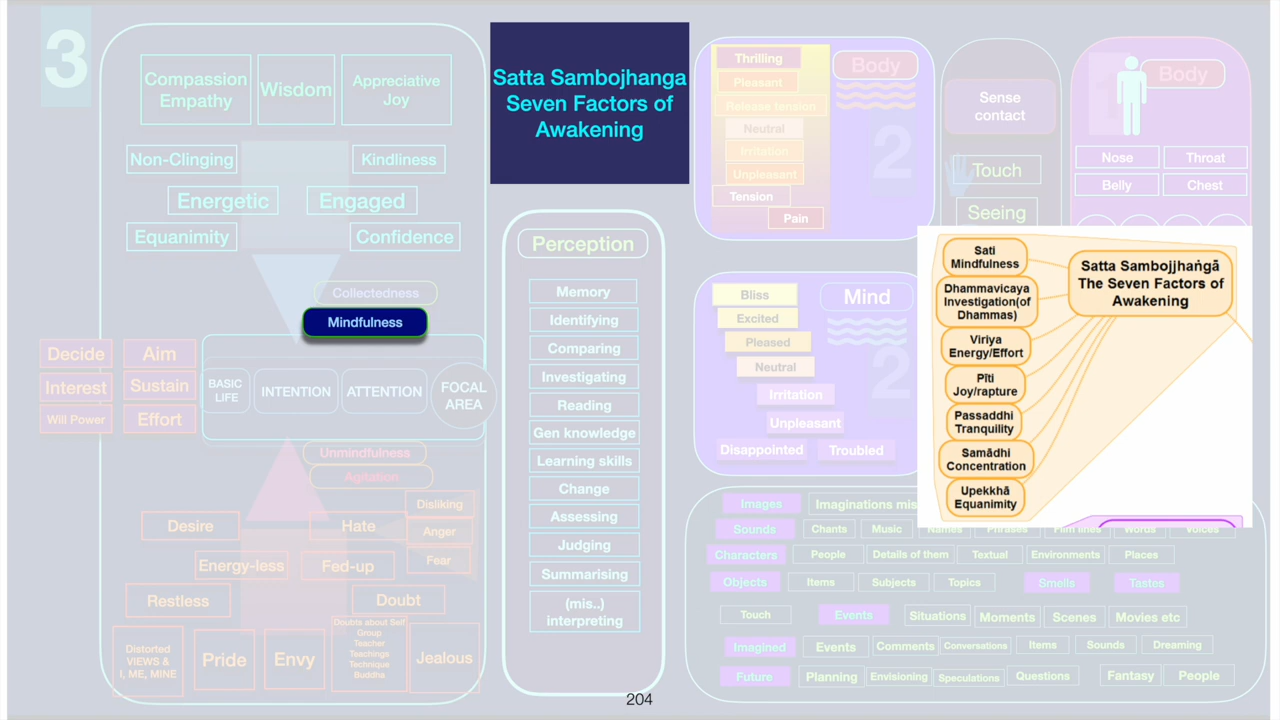 3
Compassion
Empathy
Wisdom
Appreciative
Joy
Non-Clinging
Kindliness
Energetic
Engaged
Equanimity
Confidence
Collectedness
Mindfulness
Decide
Aim
Interest
Sustain
Will Power
Effort
BASIC
LIFE
INTENTION
ATTENTION
FOCAL
AREA
Unmindfulness
Agitation
Desire
Hate
Disliking
Anger
Fear
Energy-less
Fed-up
Restless
Doubt
Distorted
VIEWS &
I, ME, MINE
Pride
Envy
Doubts about Self
Group
Teacher
Teachings
Technique
Buddha
Jealous
Satta Sambojhanga
Seven Factors of
Awakening
Perception
Memory
Identifying
Comparing
Investigating
Reading
Gen knowledge
Learning skills
Change
Assessing
Judging
Summarising
(mis..)
interpreting
Thrilling
Pleasant
Release tension
Neutral
Irritation
Unpleasant
Tension
Pain
Body
2
Mind
Bliss
Excited
Pleased
Neutral
2
Irritation
Unpleasant
Disappointed
Troubled
Sense
contact
Touch
Seeing
1
Body
Nose
Throat
Belly
Chest
Sati
Mindfulness
Dhammavicaya
Investigation(of
Dhammas)
Viriya
Energy/Effort
Pīti
Joy/rapture
Passaddhi
Tranquility
Samādhi
Concentration
Upekkhā
Equanimity
Satta Sambojjhaṅgā
The Seven Factors of
Awakening
Images
Imaginations mis
Sounds
Chants
Music
Names
Phrases
Words
Voices
Characters
People
Details of them
Textual
Environments
Places
Objects
Items
Subjects
Topics
Smells
Tastes
Touch
Events
Situations
Moments
Scenes
Movies etc
Imagined
Events
Comments
Conversations
Items
Sounds
Dreaming
Future
Planning
Envisioning
Speculations
Questions
Fantasy
People
204